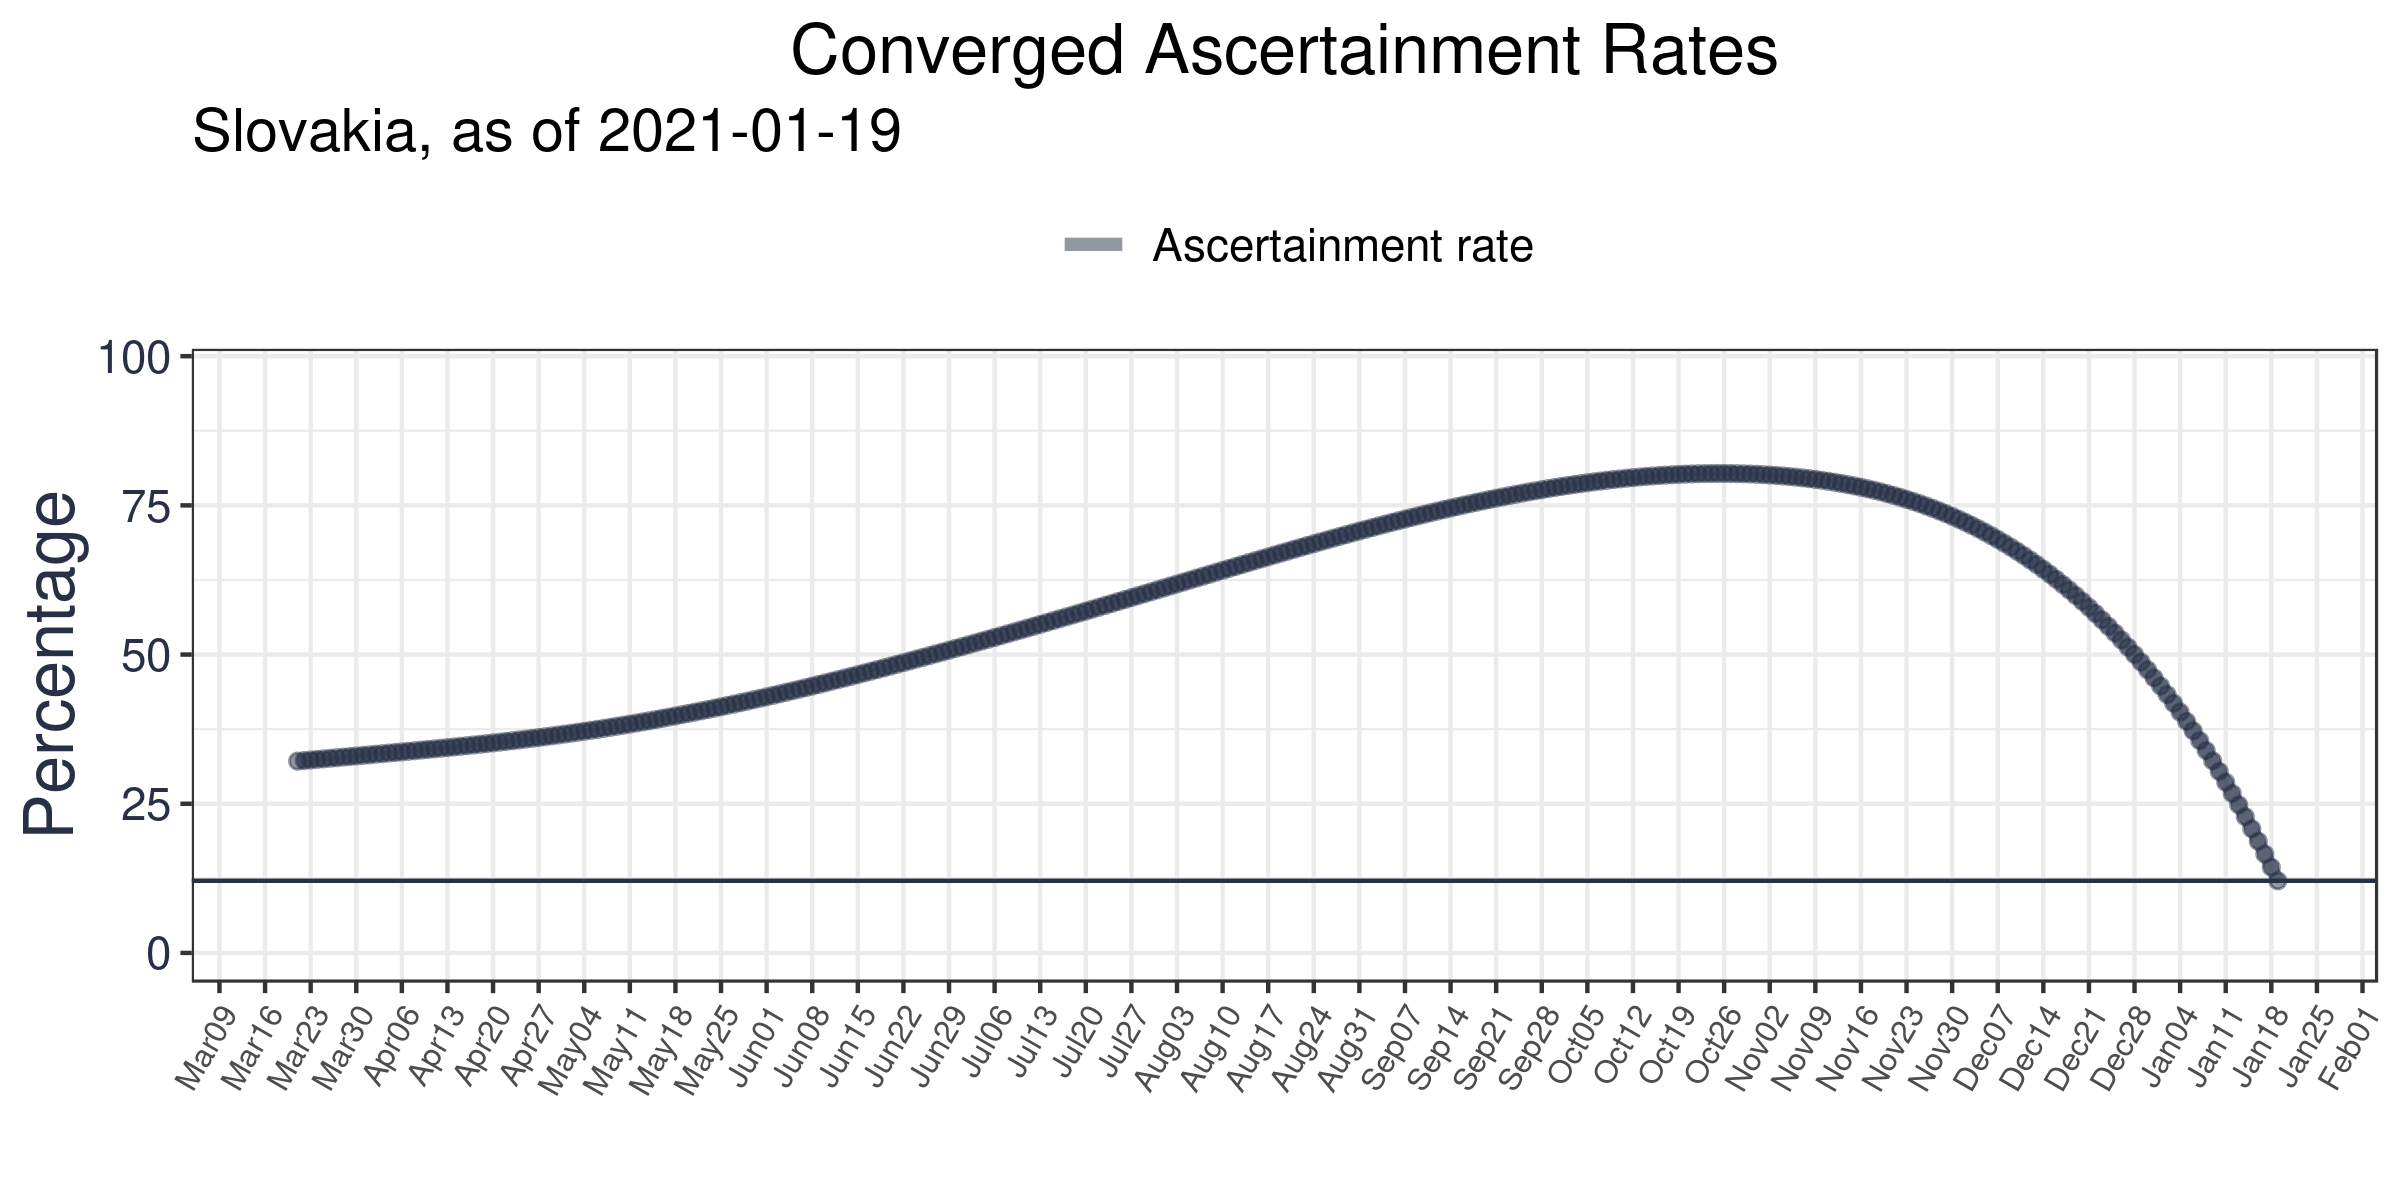 Converged Ascertainment Rates
Slovakia, as of 2021-01-19
Ascertainment rate
Percentage
100
75
50
25
0
Mar09 Mar16 Mar23 Mar30 Apr06 Apr13 Apr20 Apr27 May04 May11 May18 May25 Jun01 Jun08 Jun15 Jun22 Jun29 Jul06 Jul13 Jul20 Jul27 Aug03 Aug10 Aug17 Aug24 Aug31 Sep07 Sep14 Sep21 Sep28 Oct05 Oct12 Oct19 Oct26 Nov02 Nov09 Nov16 Nov23 Nov30 Dec07 Dec14 Dec21 Dec28 Jan04 Jan11 Jan18 Jan25 Feb01